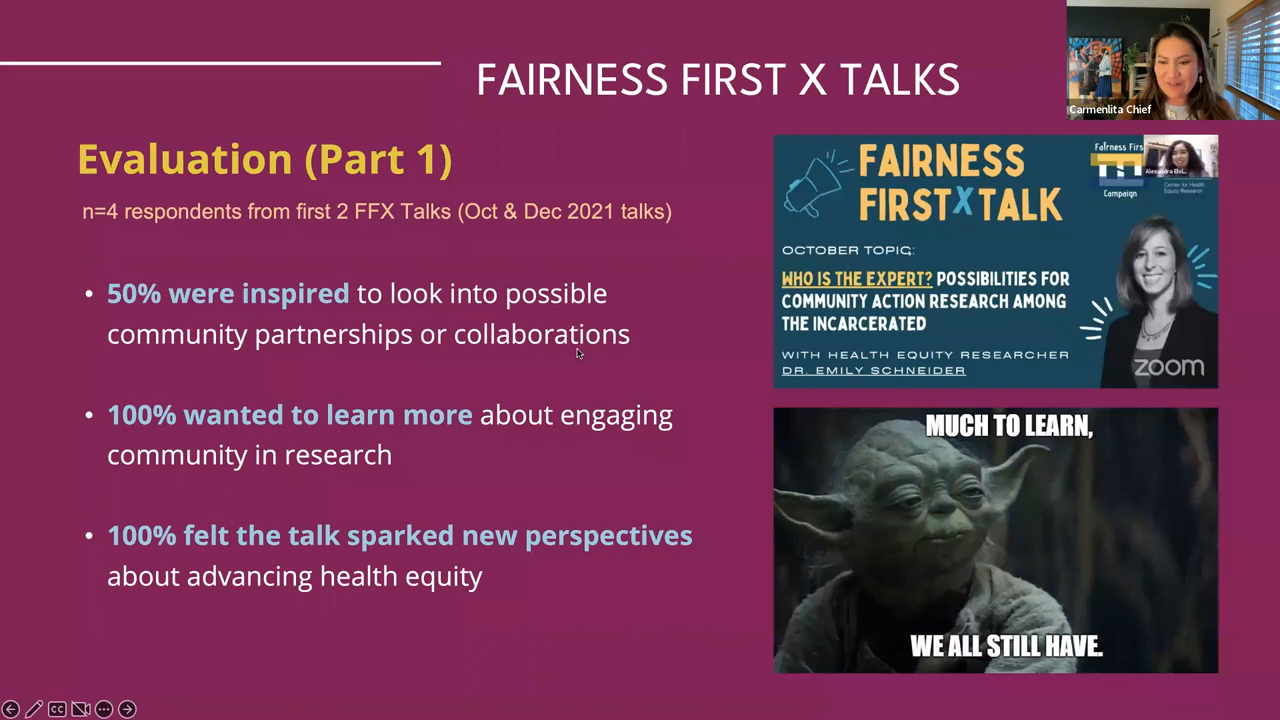 FAIRNESS FIRST X TALKS
Carmenlita Chief
Evaluation (Part 1)
n=4 respondents from first 2 FFX Talks (Oct & Dec 2021 talks)
• 50% were inspired to look into possible
community partnerships or collaborations
• 100% wanted to learn more about engaging
community in research
• 100% felt the talk sparked new perspectives
about advancing health equity
FAIRNESS
FIRST X TALK
Fairness Firs
Campaign
Center for Health
Equity Research
OCTOBER TOPIC:
WHO IS THE EXPERT? POSSIBILITIES FOR
COMMUNITY ACTION RESEARCH AMONG
THE INCARCERATED
WITH HEALTH EQUITY RESEARCHER
DR. EMILY SCHNEIDER
zoom
MUCH TO LEARN,
WE ALL STILL HAVE.
CC